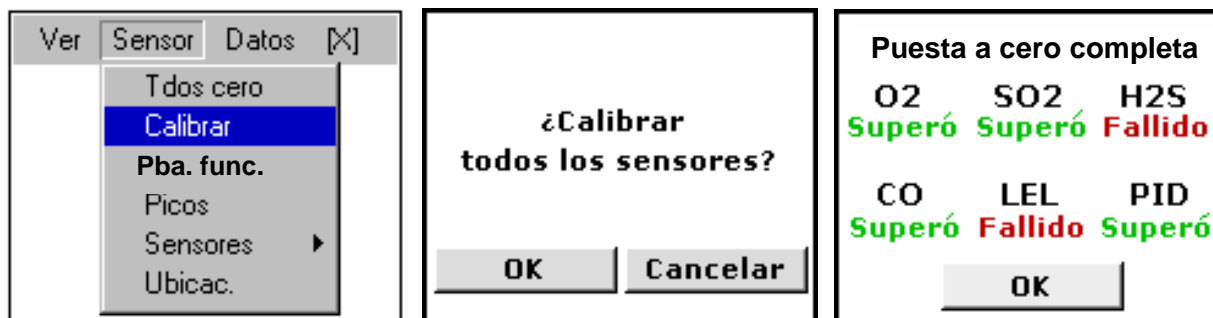 Ver Sensor Datos [X]
Tdos cero
Calibrar
Pba. func.
Picos
Sensores
Ubicac.
¿Calibrar
todos los sensores?
OK Cancelar
Puesta a cero completa
O2 SO2 H2S
Superó Superó Fallido
CO LEL PID
Superó Fallido Superó
OK